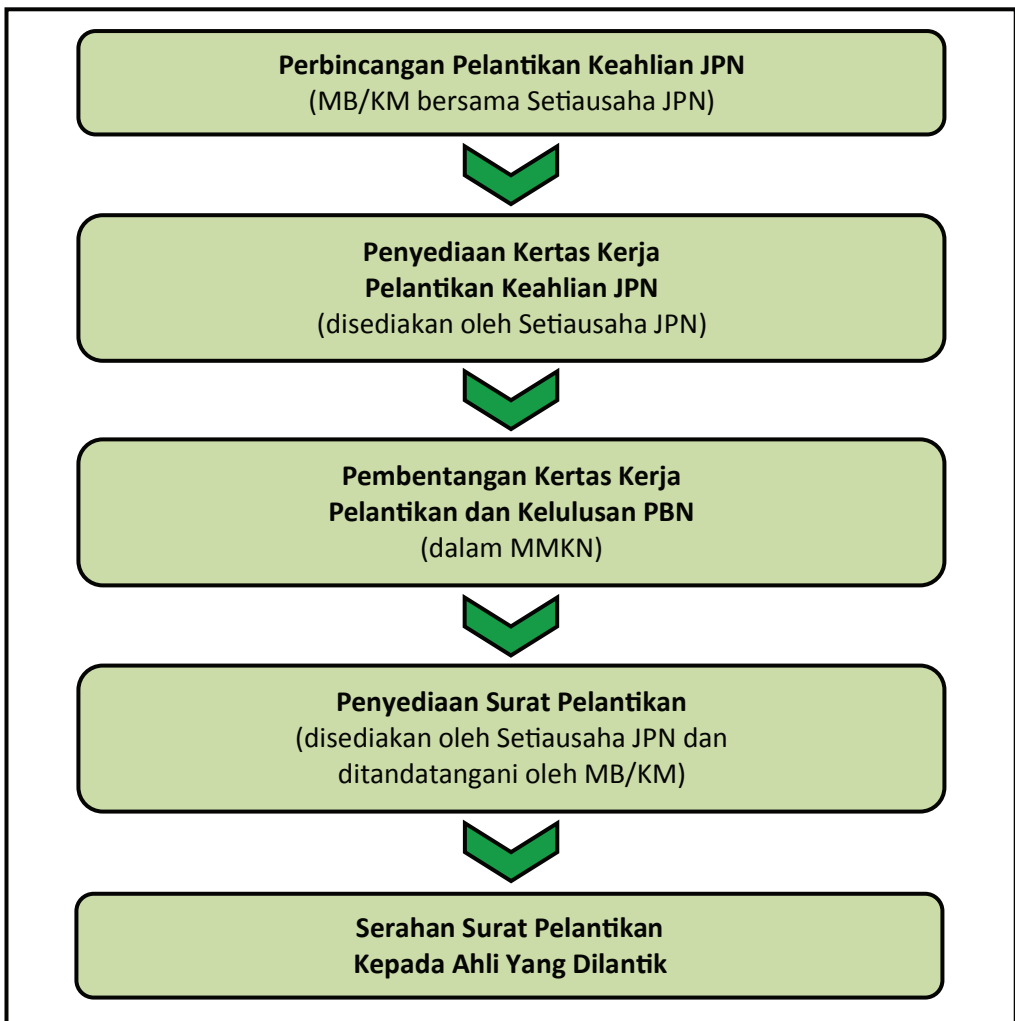 Perbincangan Pelantikan Keahlian JPN
(MB/KM bersama Setiausaha JPN)
Penyediaan Kertas Kerja
Pelantikan Keahlian JPN
(disediakan oleh Setiausaha JPN)
Pembentangan Kertas Kerja
Pelantikan dan Kelulusan PBN
(dalam MMKN)
Penyediaan Surat Pelantikan
(disediakan oleh Setiausaha JPN dan
ditandatangani oleh MB/KM)
Serahan Surat Pelantikan
Kepada Ahli Yang Dilantik